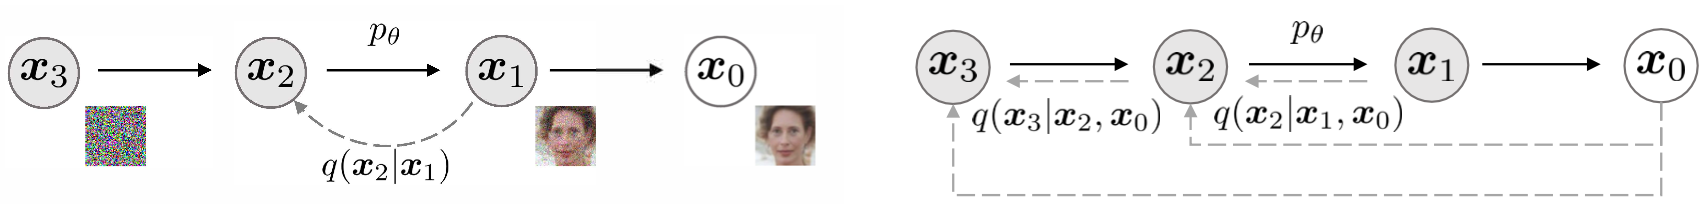 x₃ x₂ pθ x₁ x₀
q(x₂|x₁)
x₃ x₂ pθ x₁ x₀
q(x₃|x₂, x₀) q(x₂|x₁, x₀)